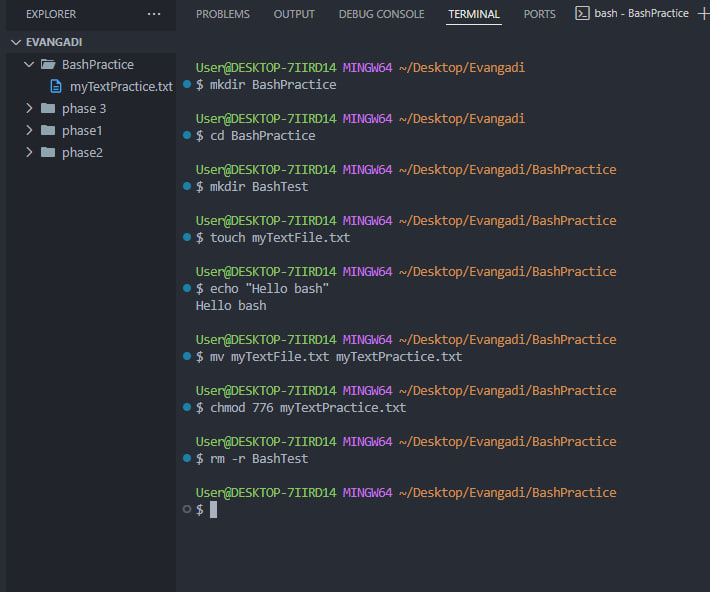 EXPLORER ...
EVANGADI
BashPractice
myTextPractice.txt
phase 3
phase1
phase2
PROBLEMS OUTPUT DEBUG CONSOLE TERMINAL PORTS bash - BashPractice
User@DESKTOP-7IIRD14 MINGW64 ~/Desktop/Evangadi
$ mkdir BashPractice
User@DESKTOP-7IIRD14 MINGW64 ~/Desktop/Evangadi
$ cd BashPractice
User@DESKTOP-7IIRD14 MINGW64 ~/Desktop/Evangadi/BashPractice
$ mkdir BashTest
User@DESKTOP-7IIRD14 MINGW64 ~/Desktop/Evangadi/BashPractice
$ touch myTextFile.txt
User@DESKTOP-7IIRD14 MINGW64 ~/Desktop/Evangadi/BashPractice
$ echo "Hello bash"
Hello bash
User@DESKTOP-7IIRD14 MINGW64 ~/Desktop/Evangadi/BashPractice
$ mv myTextFile.txt myTextPractice.txt
User@DESKTOP-7IIRD14 MINGW64 ~/Desktop/Evangadi/BashPractice
$ chmod 776 myTextPractice.txt
User@DESKTOP-7IIRD14 MINGW64 ~/Desktop/Evangadi/BashPractice
$ rm -r BashTest
User@DESKTOP-7IIRD14 MINGW64 ~/Desktop/Evangadi/BashPractice
$